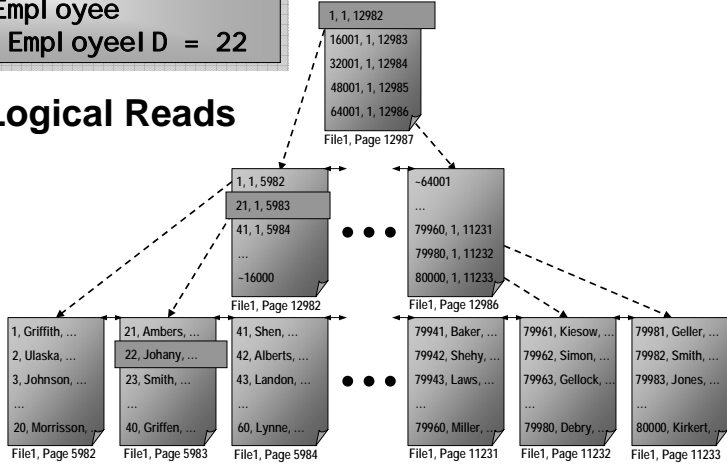 Employee
EmployeeID = 22
Logical Reads
1, 1, 12982
16001, 1, 12983
32001, 1, 12984
48001, 1, 12985
64001, 1, 12986
File1, Page 12987
1, 1, 5982
21, 1, 5983
41, 1, 5984
...
~16000
File1, Page 12982
~64001
...
79960, 1, 11231
79980, 1, 11232
80000, 1, 11233
File1, Page 12986
1, Griffith, ...
2, Ulaska, ...
3, Johnson, ...
...
20, Morrisson, ...
File1, Page 5982
21, Ambers, ...
22, Johany, ...
23, Smith, ...
...
40, Griffen, ...
File1, Page 5983
41, Shen, ...
42, Alberts, ...
43, Landon, ...
...
60, Lynne, ...
File1, Page 5984
79941, Baker, ...
79942, Shehy, ...
79943, Laws, ...
...
79960, Miller, ...
File1, Page 11231
79961, Kiesow, ...
79962, Simon, ...
79963, Gellock, ...
...
79980, Debry, ...
File1, Page 11232
79981, Geller, ...
79982, Smith, ...
79983, Jones, ...
...
80000, Kirkert, ...
File1, Page 11233